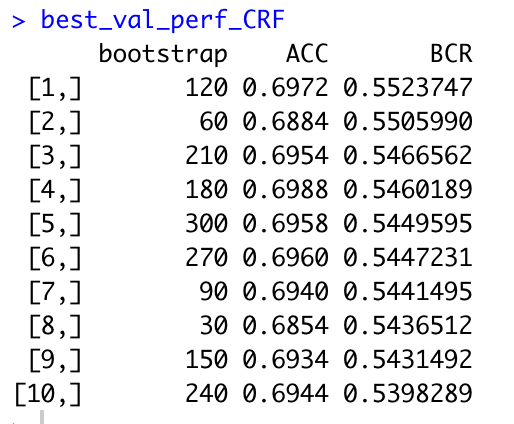 > best_val_perf_CRF
bootstrap ACC BCR
[1,] 120 0.6972 0.5523747
[2,] 60 0.6884 0.5505990
[3,] 210 0.6954 0.5466562
[4,] 180 0.6988 0.5460189
[5,] 300 0.6958 0.5449595
[6,] 270 0.6960 0.5447231
[7,] 90 0.6940 0.5441495
[8,] 30 0.6854 0.5436512
[9,] 150 0.6934 0.5431492
[10,] 240 0.6944 0.5398289